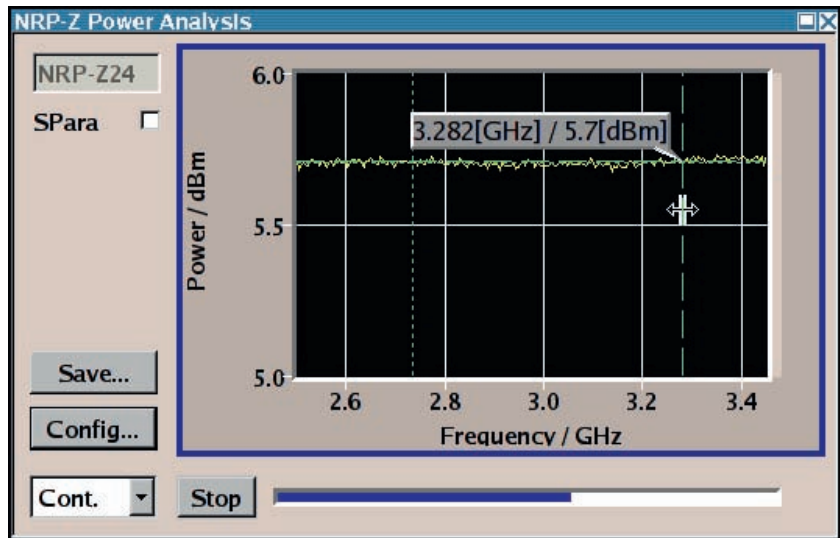 NRP-Z Power Analysis
NRP-Z24
SPara
6.0
5.5
5.0
Power / dBm
3.282[GHz] / 5.7[dBm]
2.6 2.8 3.0 3.2 3.4
Frequency / GHz
Save...
Config...
Cont.
Stop